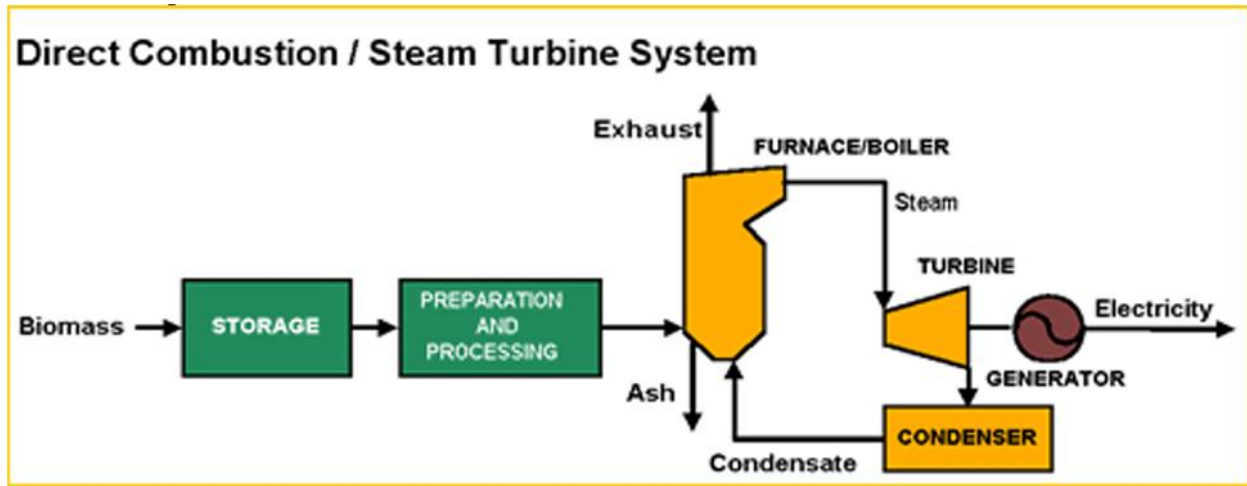 Direct Combustion / Steam Turbine System
Exhaust
FURNACE/BOILER
Steam
TURBINE
Biomass
STORAGE
PREPARATION
AND
PROCESSING
Electricity
GENERATOR
Ash
CONDENSER
Condensate